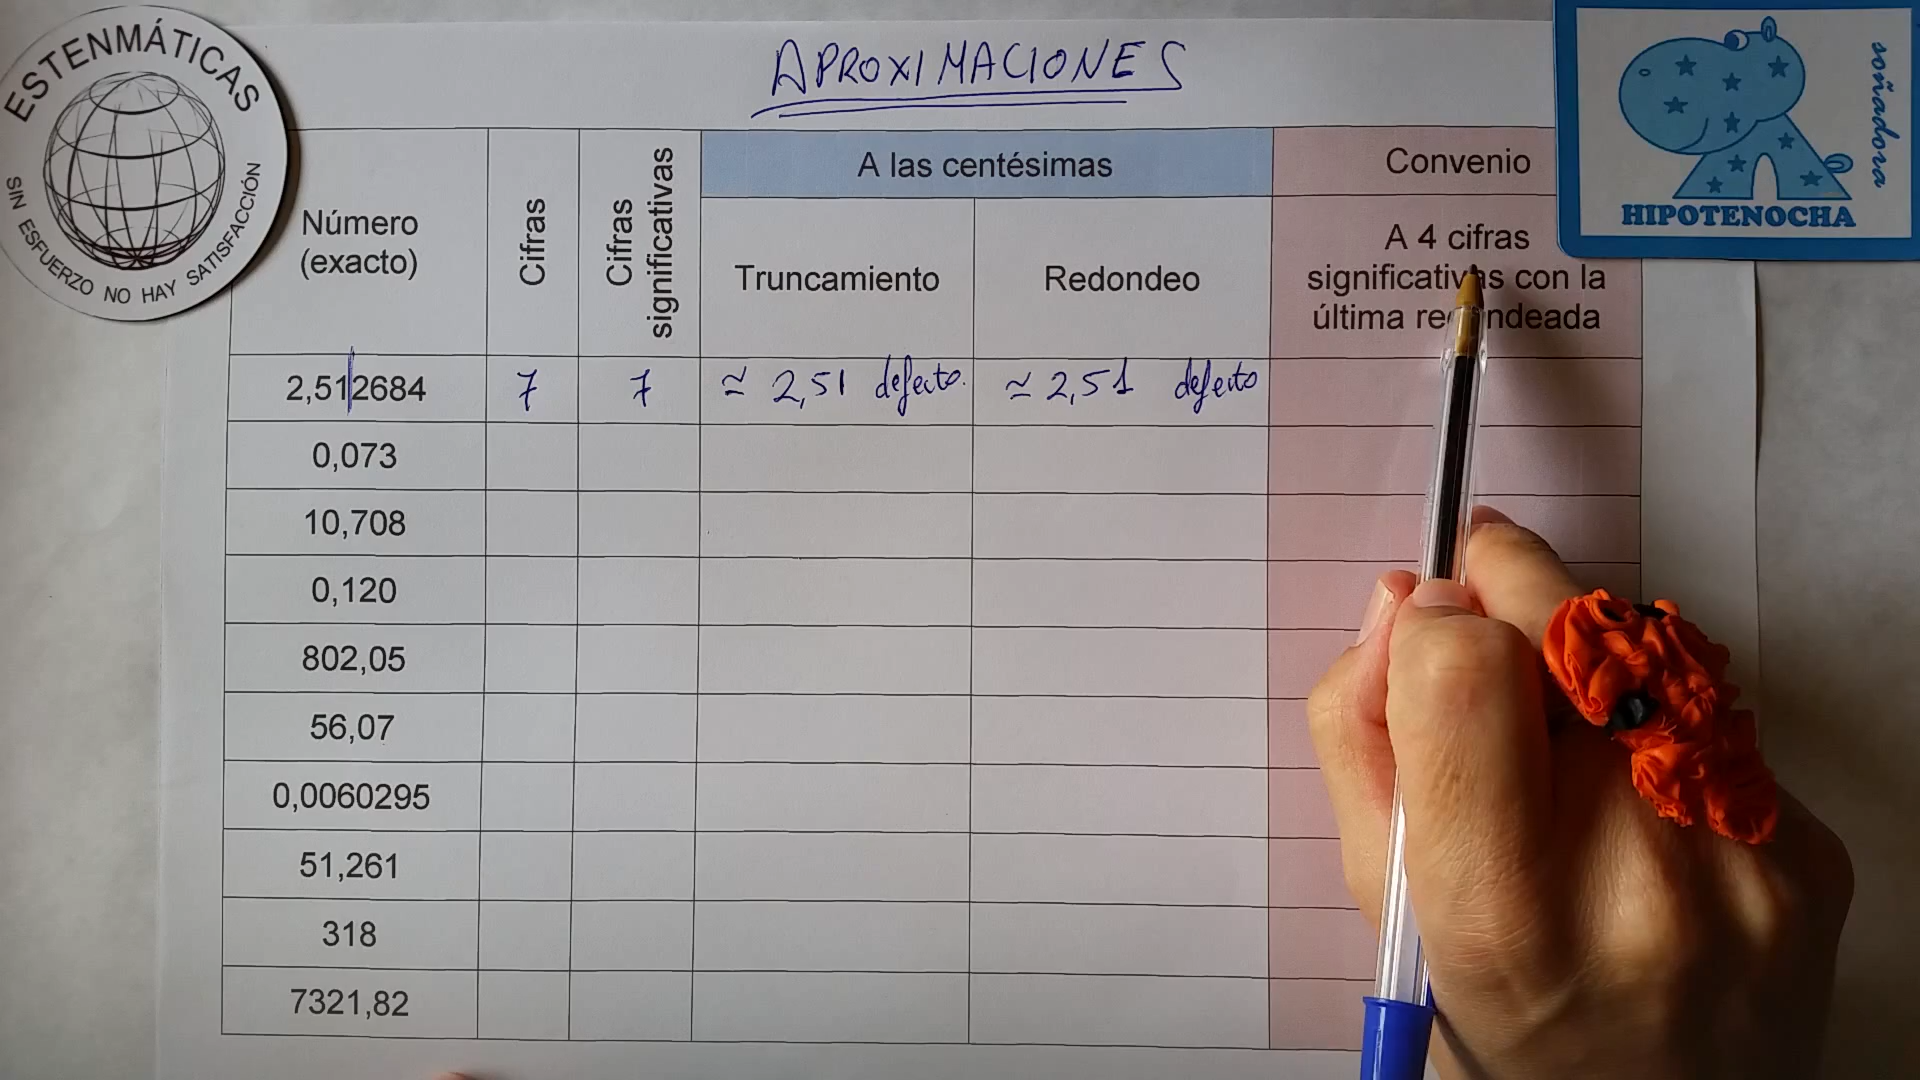 APROXIMACIONES
ESTENMÁTICAS
SIN ESFUERZO NO HAY SATISFACCIÓN
soñadora
HIPOTENOCHA
Número
(exacto)
Cifras
Cifras
significativas
A las centésimas
Truncamiento
Redondeo
Convenio
A 4 cifras
significativas con la
última redondeada
2,512684 7 7 ≃ 2,51 defecto. ≃ 2,51 defecto
0,073
10,708
0,120
802,05
56,07
0,0060295
51,261
318
7321,82